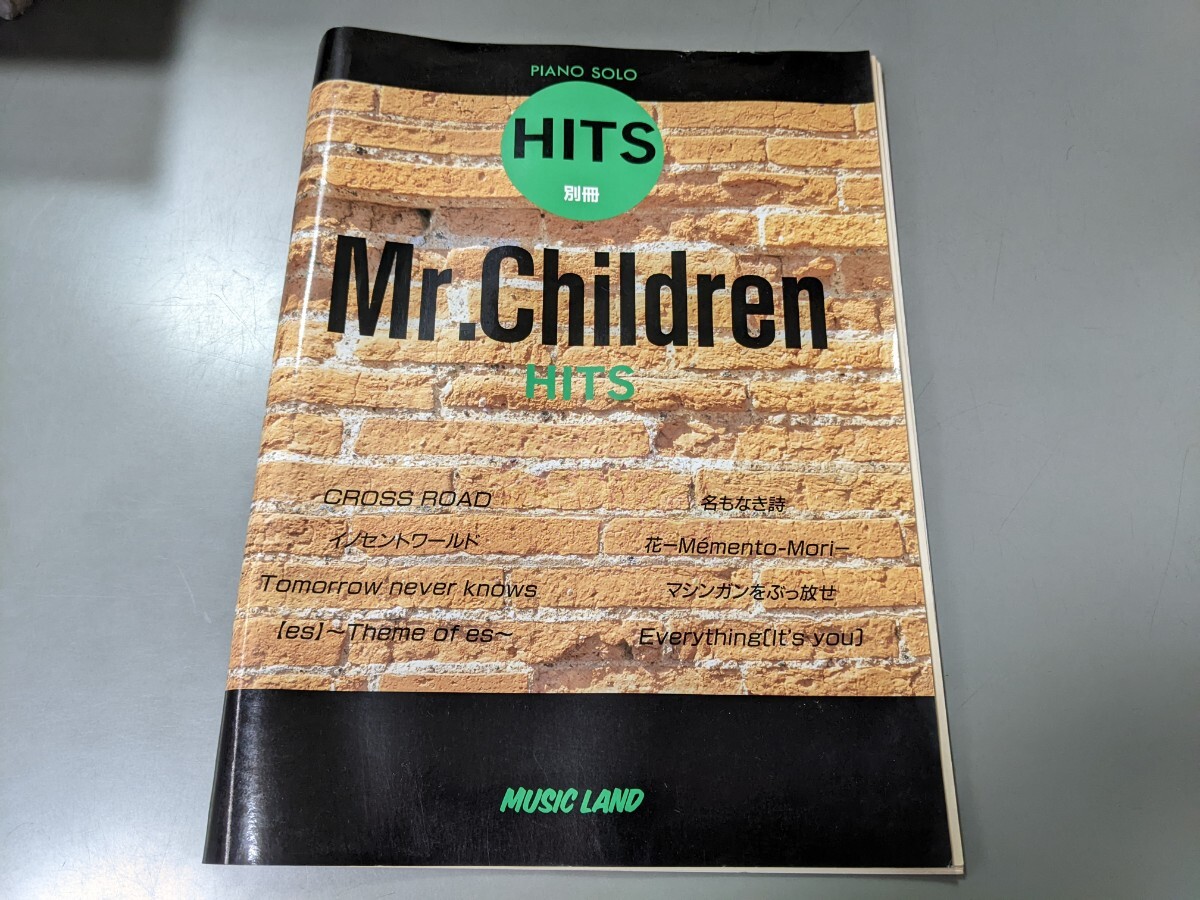 PIANO SOLO
HITS
別冊
Mr.Children
HITS
CROSS ROAD
イノセントワールド
Tomorrow never knows
【es】～Theme of es～
名もなき詩
花－Mémento-Mori－
マシンガンをぶっ放せ
Everything(It's you)
MUSIC LAND